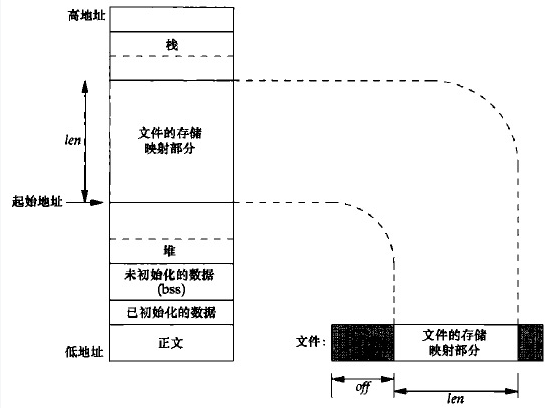 高地址
栈
len
文件的存储
映射部分
起始地址
堆
未初始化的数据
(bss)
已初始化的数据
低地址
正文
文件:
文件的存储
映射部分
off
len